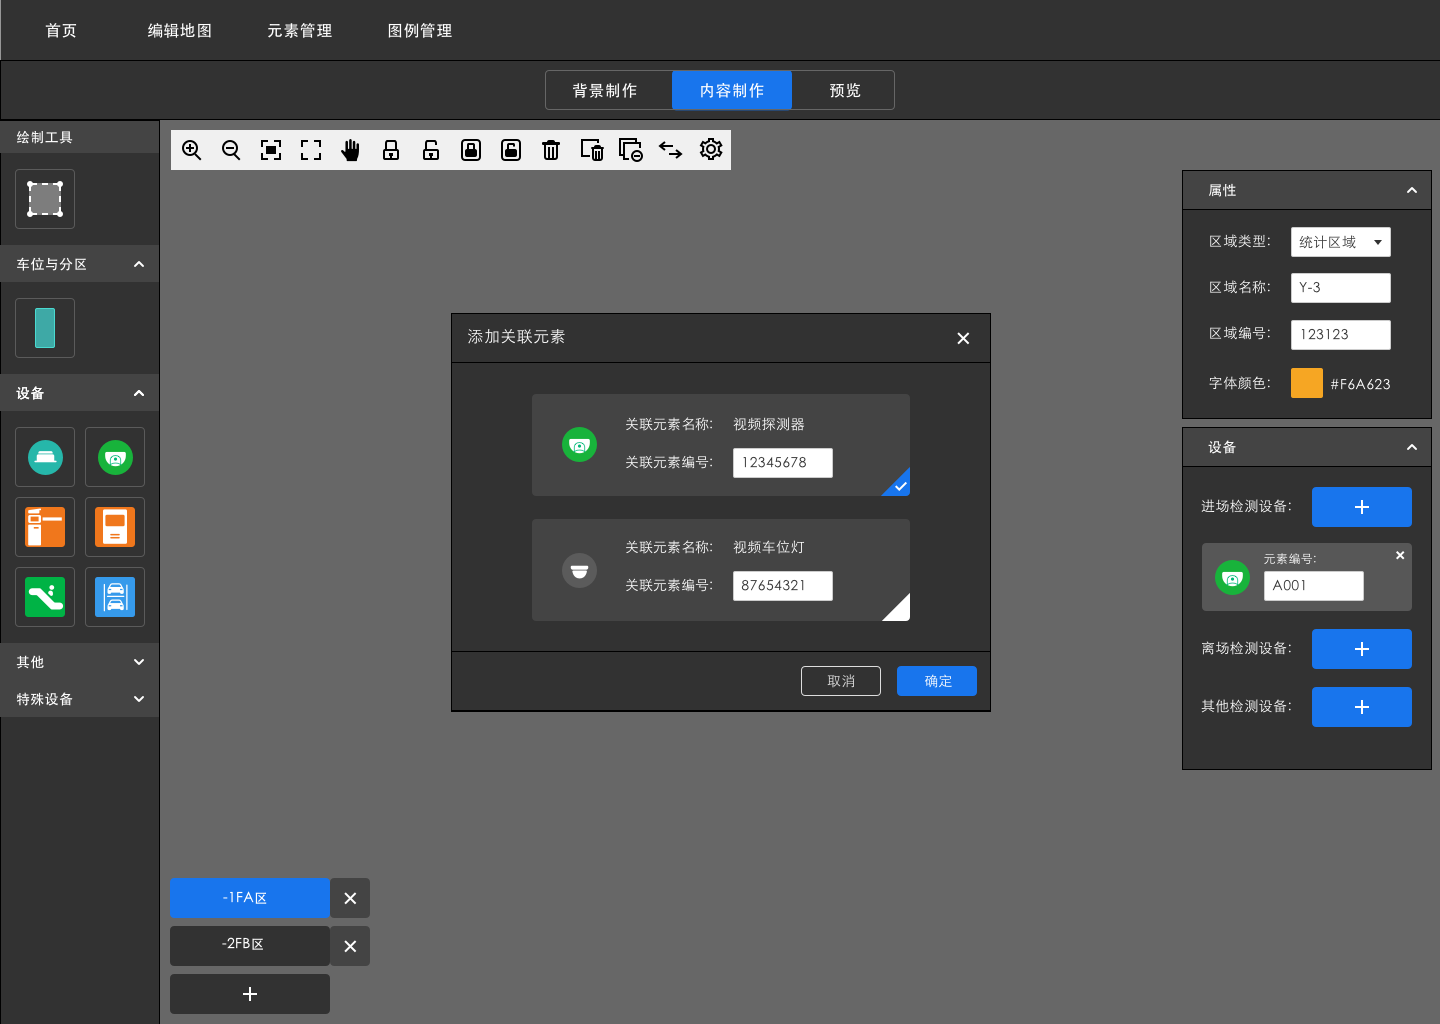 首页 编辑地图 元素管理 图例管理
背景制作 内容制作 预览
绘制工具
车位与分区
设备
其他
特殊设备
添加关联元素
关联元素名称: 视频探测器
关联元素编号: 12345678
关联元素名称: 视频车位灯
关联元素编号: 87654321
取消 确定
属性
区域类型: 统计区域
区域名称: Y-3
区域编号: 123123
字体颜色: #F6A623
设备
进场检测设备:
元素编号:
A001
离场检测设备:
其他检测设备:
-1FA区
-2FB区